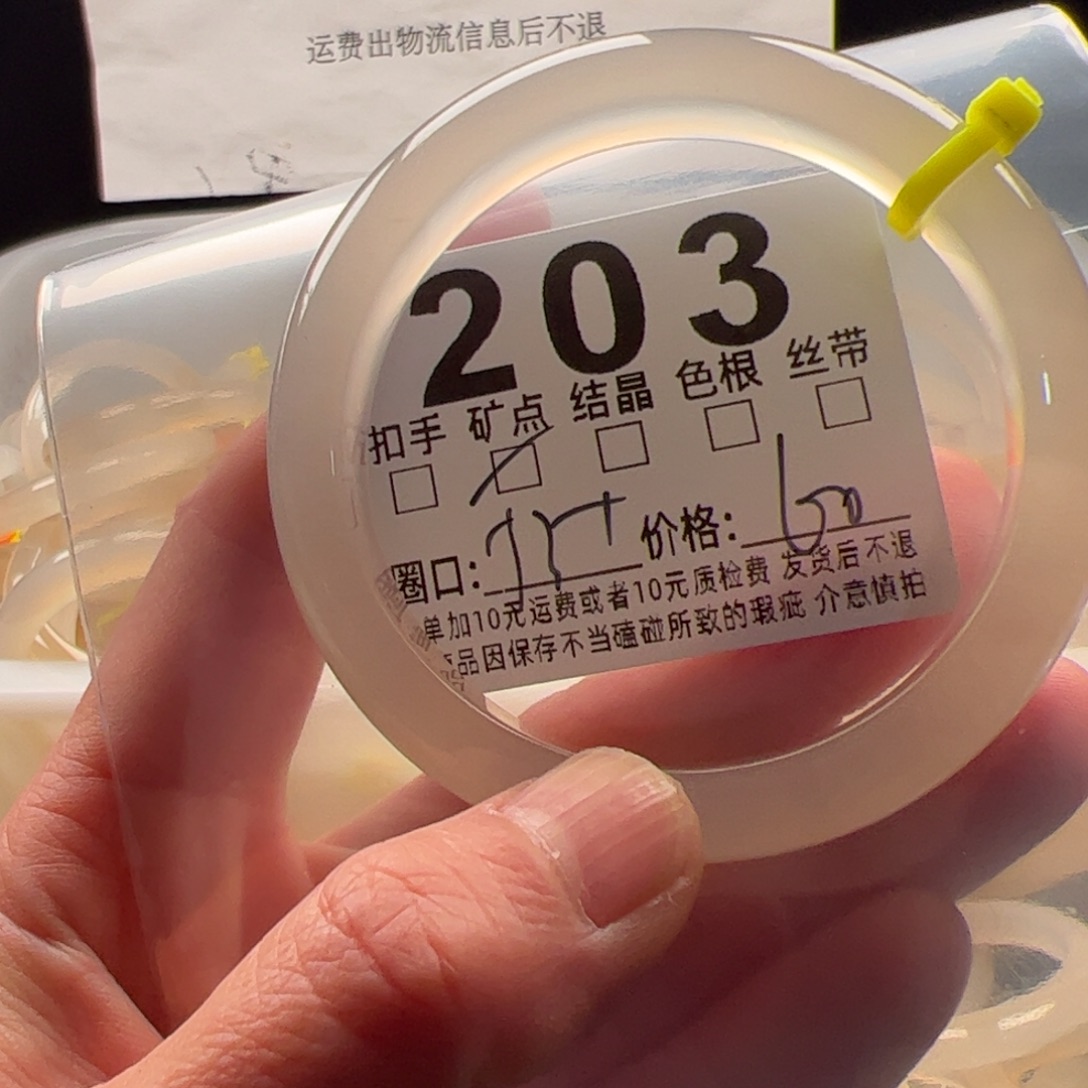 运费出物流信息后不退
203
扣手 矿点 结晶 色根 丝带
圈口: 价格: 60
单加10元运费或者10元质检费 发货后不退
品因保存不当磕碰所致的瑕疵 介意慎拍